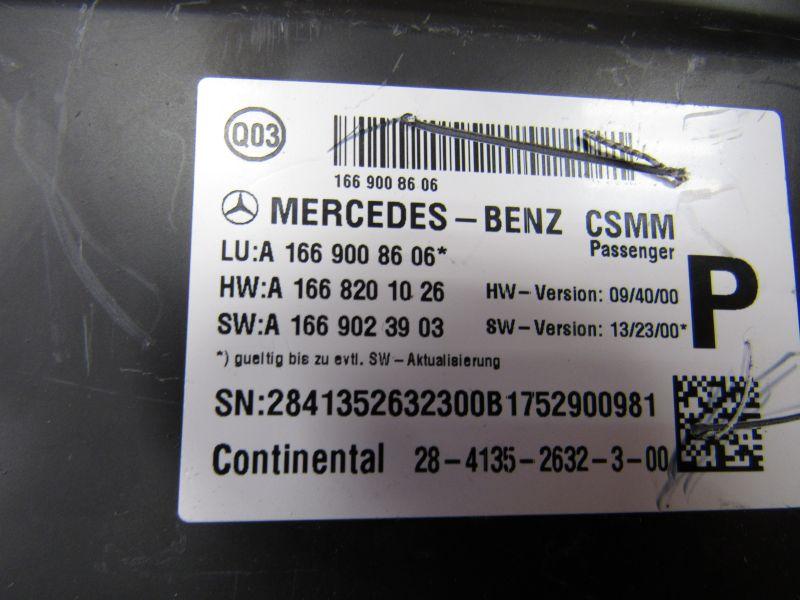 Q03
166 900 86 06
MERCEDES-BENZ CSMM
Passenger
LU:A 166 900 86 06*
HW:A 166 820 10 26 HW-Version: 09/40/00
SW:A 166 902 39 03 SW-Version: 13/23/00*
P
*) gueltig bis zu evtl. SW-Aktualisierung
SN:2841352632300B1752900981
Continental 28-4135-2632-3-00